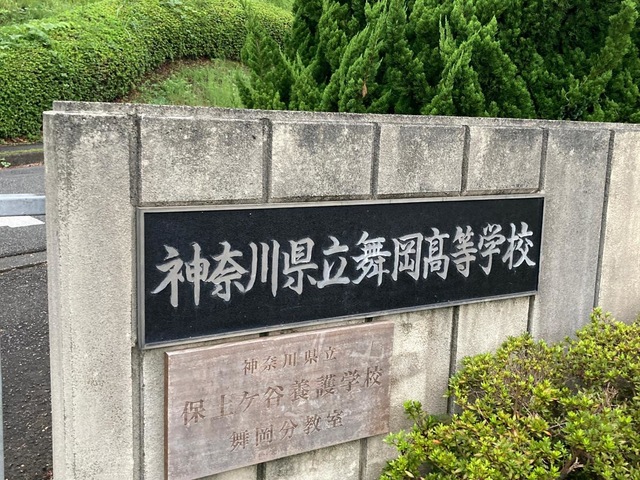 神奈川県立舞岡高等学校
神奈川県立
保土ケ谷養護学校
舞岡分教室